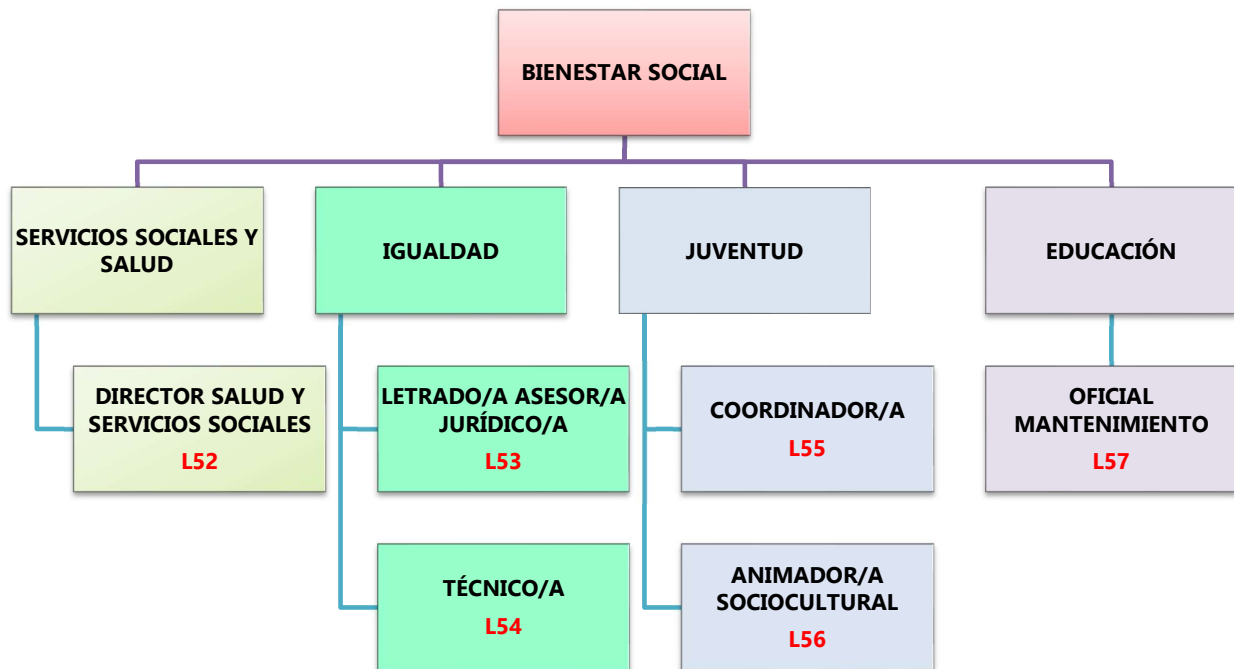 BIENESTAR SOCIAL
SERVICIOS SOCIALES Y
SALUD
IGUALDAD
JUVENTUD
EDUCACIÓN
DIRECTOR SALUD Y
SERVICIOS SOCIALES
L52
LETRADO/A ASESOR/A
JURÍDICO/A
L53
COORDINADOR/A
L55
OFICIAL
MANTENIMIENTO
L57
TÉCNICO/A
L54
ANIMADOR/A
SOCIOCULTURAL
L56